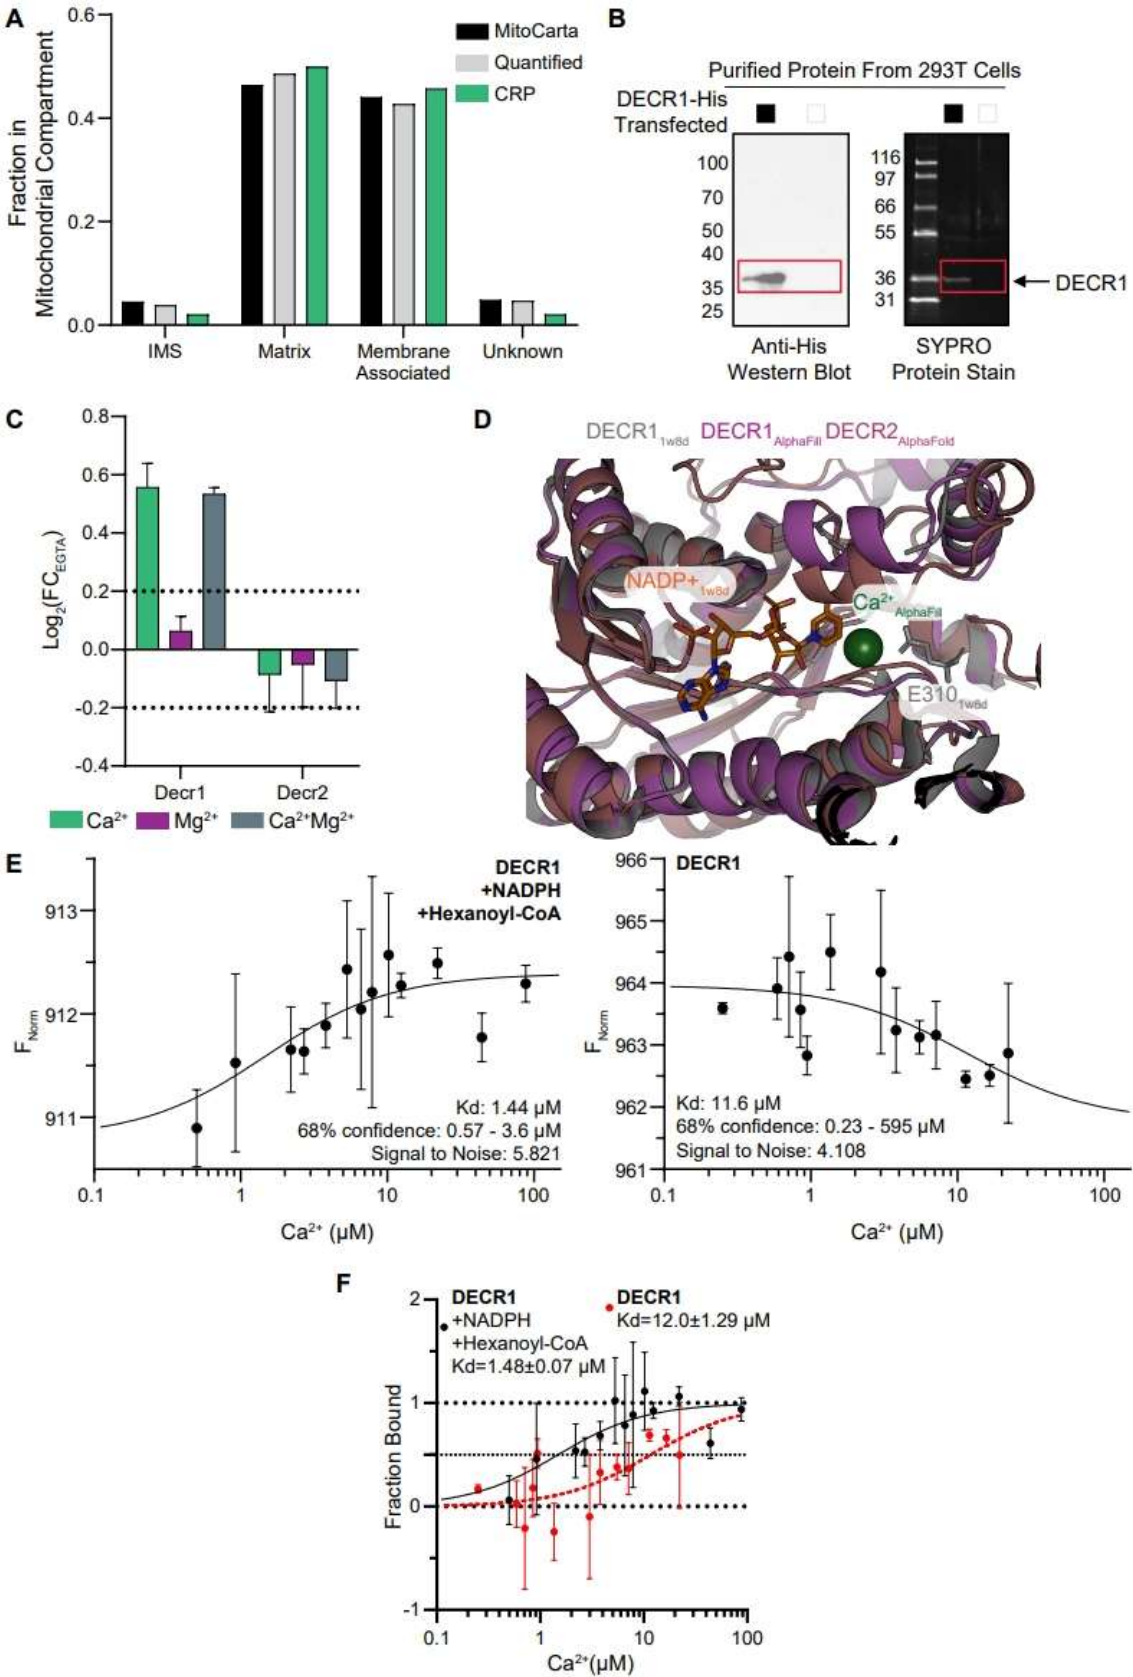 A
0.6
0.4
0.2
0.0
Fraction in
Mitochondrial Compartment
MitoCarta
Quantified
CRP
IMS
Matrix
Membrane
Associated
Unknown
B
Purified Protein From 293T Cells
DECR1-His
Transfected
100
70
50
40
35
25
116
97
66
55
36
31
DECR1
Anti-His
Western Blot
SYPRO
Protein Stain
C
0.8
0.6
0.4
0.2
0.0
-0.2
-0.4
Log2(FCEGTA)
Decr1
Decr2
Ca²⁺
Mg²⁺
Ca²⁺Mg²⁺
D
DECR11w8d DECR1AlphaFill DECR2AlphaFold
NADP+1w8d
Ca²⁺AlphaFill
E3101w8d
E
913
912
911
FNorm
DECR1
+NADPH
+Hexanoyl-CoA
Kd: 1.44 µM
68% confidence: 0.57 - 3.6 µM
Signal to Noise: 5.821
0.1
1
10
100
Ca²⁺ (µM)
966
965
964
963
962
961
FNorm
DECR1
Kd: 11.6 µM
68% confidence: 0.23 - 595 µM
Signal to Noise: 4.108
0.1
1
10
100
Ca²⁺ (µM)
F
2
1
0
-1
Fraction Bound
DECR1
+NADPH
+Hexanoyl-CoA
Kd=1.48±0.07 µM
DECR1
Kd=12.0±1.29 µM
0.1
1
10
100
Ca²⁺(µM)